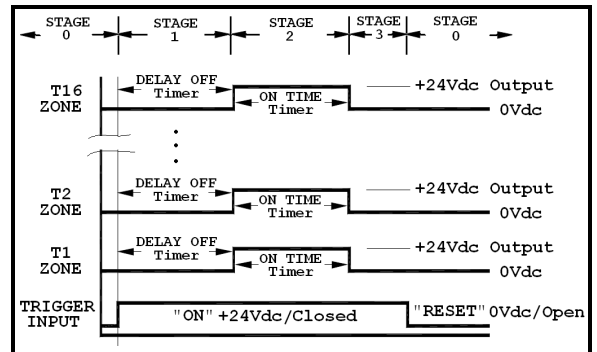 STAGE 0 STAGE 1 STAGE 2 STAGE 3 STAGE 0
T16 ZONE DELAY OFF Timer ON TIME Timer +24Vdc Output 0Vdc
T2 ZONE DELAY OFF Timer ON TIME Timer +24Vdc Output 0Vdc
T1 ZONE DELAY OFF Timer ON TIME Timer +24Vdc Output 0Vdc
TRIGGER INPUT "ON" +24Vdc/Closed "RESET" 0Vdc/Open